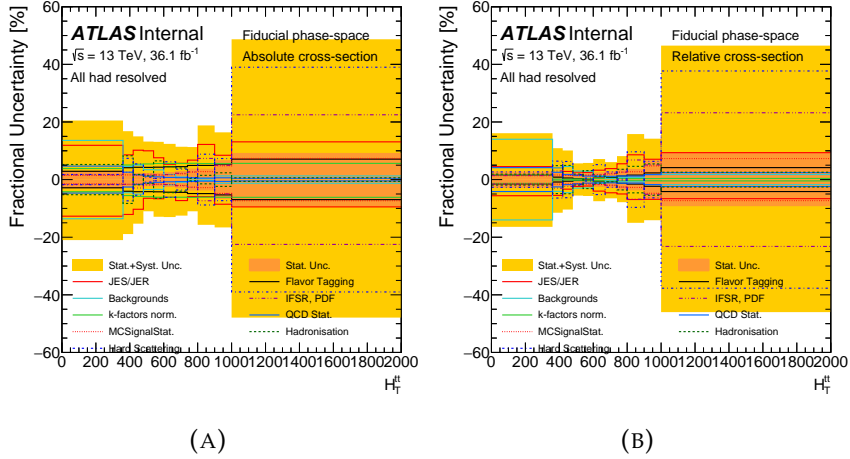 Fractional Uncertainty [%]
60
40
20
0
−20
−40
−60
ATLAS Internal
√s = 13 TeV, 36.1 fb⁻¹
All had resolved
Fiducial phase-space
Absolute cross-section
Stat.+Syst. Unc.
JES/JER
Backgrounds
k-factors norm.
MCSignalStat.
Hard Scattering
Stat. Unc.
Flavor Tagging
IFSR, PDF
QCD Stat.
Hadronisation
0 200 400 600 800 1000 1200 1400 1600 1800 2000
H_T^{tt}
(A)
Fractional Uncertainty [%]
60
40
20
0
−20
−40
−60
ATLAS Internal
√s = 13 TeV, 36.1 fb⁻¹
All had resolved
Fiducial phase-space
Relative cross-section
Stat.+Syst. Unc.
JES/JER
Backgrounds
k-factors norm.
MCSignalStat.
Hard Scattering
Stat. Unc.
Flavor Tagging
IFSR, PDF
QCD Stat.
Hadronisation
0 200 400 600 800 1000 1200 1400 1600 1800 2000
H_T^{tt}
(B)